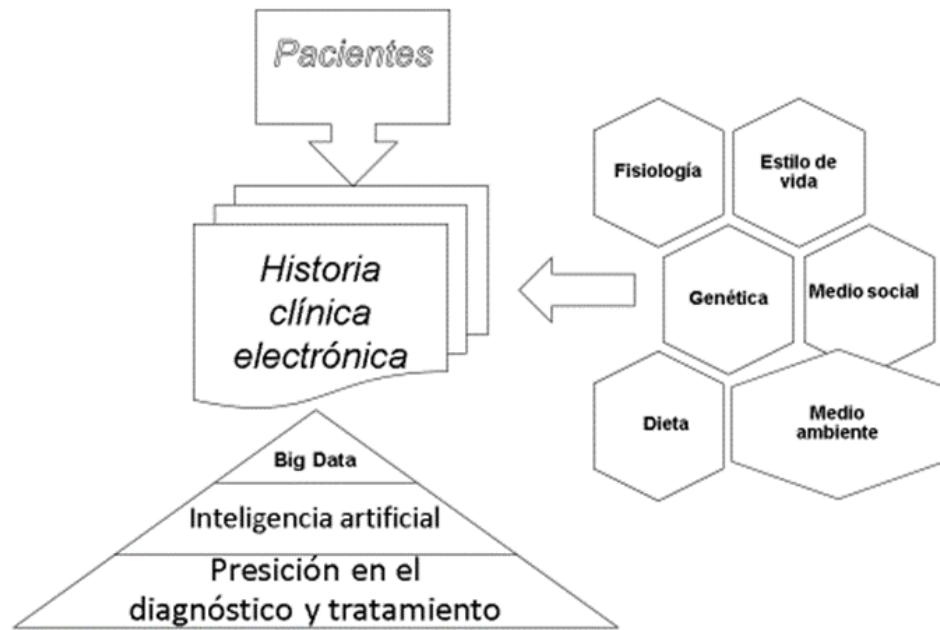 Pacientes
Historia
clínica
electrónica
Fisiología
Estilo de
vida
Genética
Medio social
Dieta
Medio
ambiente
Big Data
Inteligencia artificial
Presición en el
diagnóstico y tratamiento